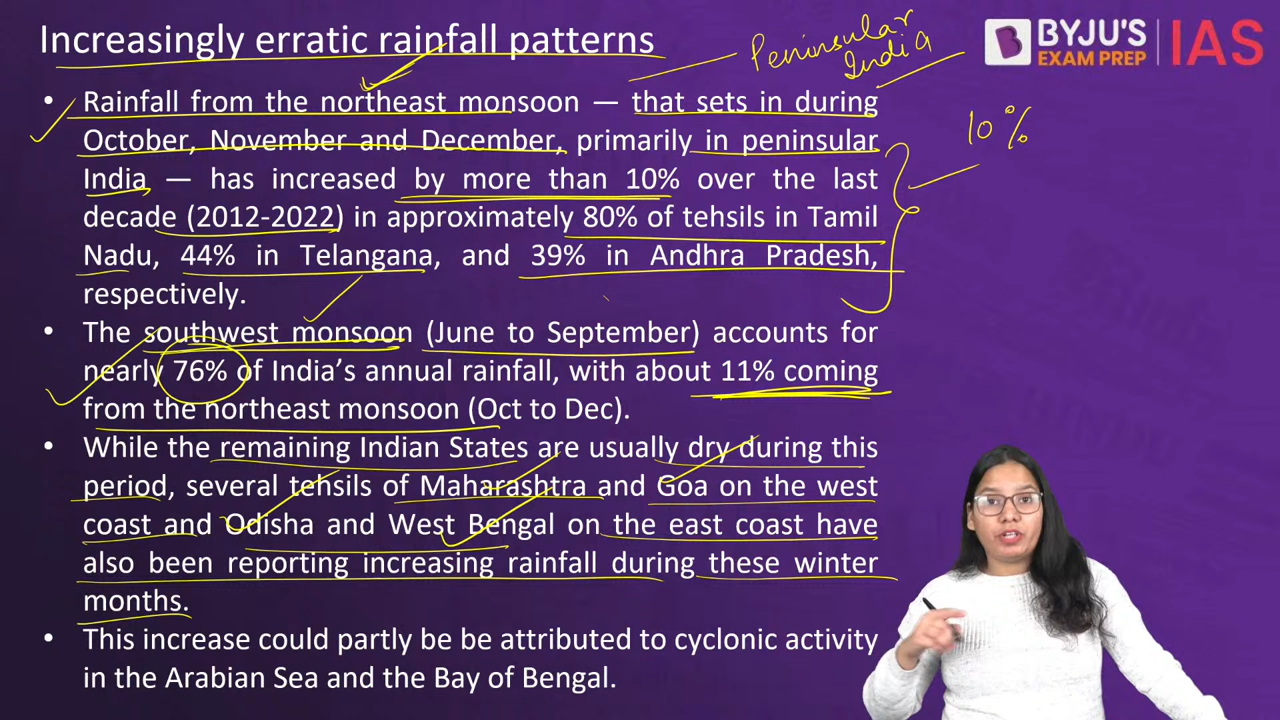 Increasingly erratic rainfall patterns
Peninsular
India
BYJU'S
EXAM PREP
IAS
• Rainfall from the northeast monsoon — that sets in during
October, November and December, primarily in peninsular
India — has increased by more than 10% over the last
decade (2012-2022) in approximately 80% of tehsils in Tamil
Nadu, 44% in Telangana, and 39% in Andhra Pradesh,
respectively.
10%
• The southwest monsoon (June to September) accounts for
nearly 76% of India's annual rainfall, with about 11% coming
from the northeast monsoon (Oct to Dec).
• While the remaining Indian States are usually dry during this
period, several tehsils of Maharashtra and Goa on the west
coast and Odisha and West Bengal on the east coast have
also been reporting increasing rainfall during these winter
months.
• This increase could partly be be attributed to cyclonic activity
in the Arabian Sea and the Bay of Bengal.